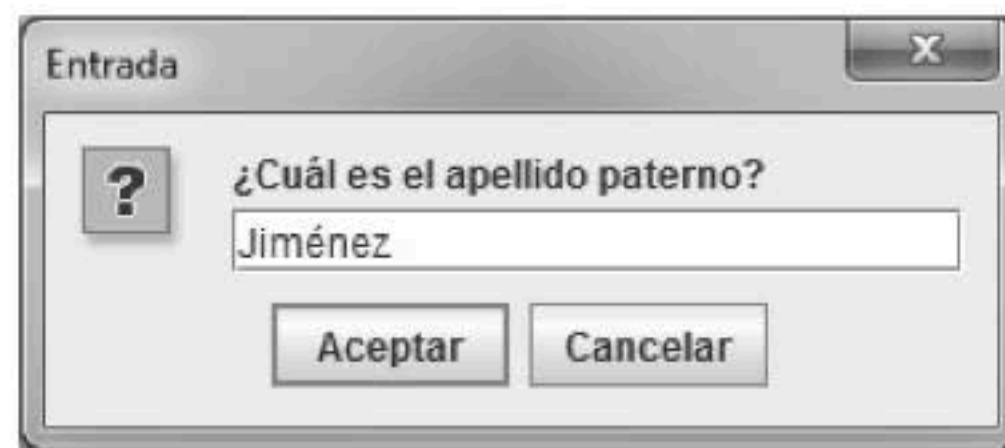 Entrada
?
¿Cuál es el apellido paterno?
Jiménez
Aceptar Cancelar